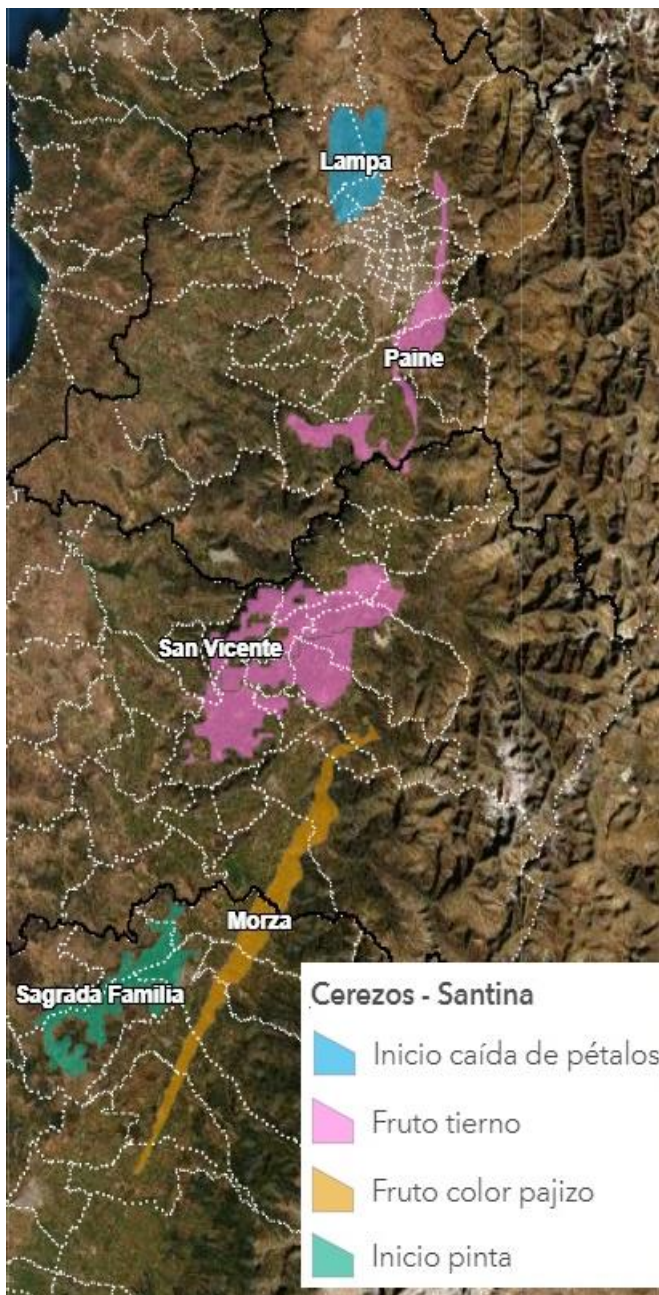 Lampa
Paine
San Vicente
Morza
Sagrada Familia
Cerezos - Santina
Inicio caída de pétalos
Fruto tierno
Fruto color pajizo
Inicio pinta